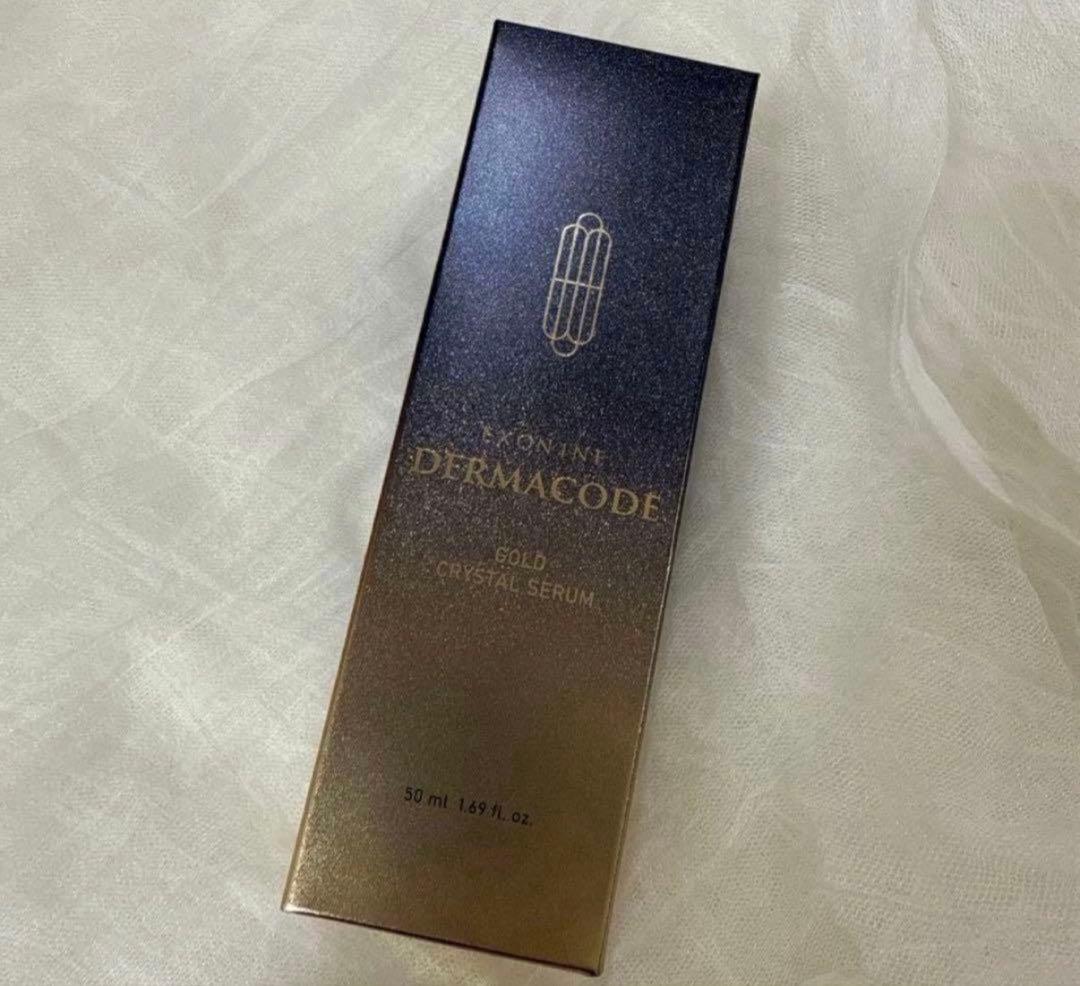 EXONINE
DERMACODE
GOLD
CRYSTAL SERUM
50 ml 1.69 fl. oz.